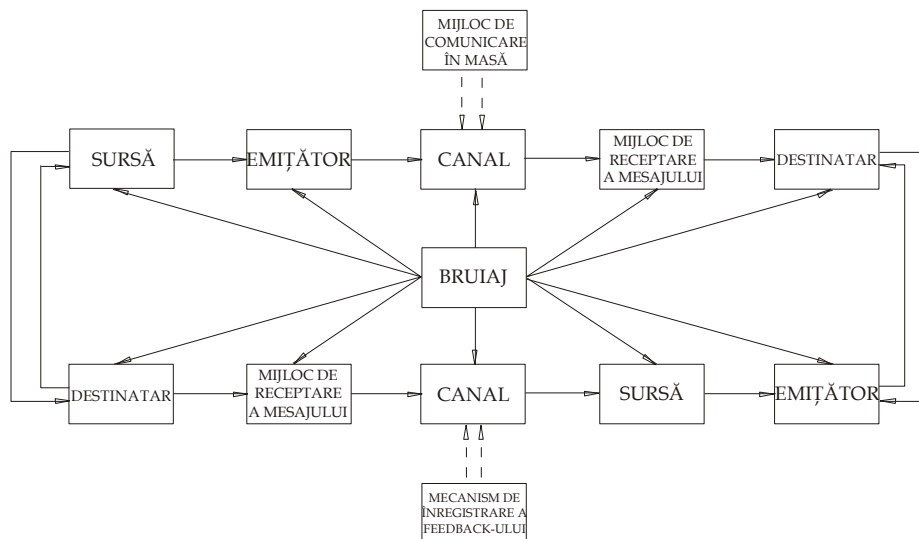 MIJLOC DE
COMUNICARE
ÎN MASĂ
SURSĂ
EMIȚĂTOR
CANAL
MIJLOC DE
RECEPTARE
A MESAJULUI
DESTINATAR
BRUIAJ
DESTINATAR
MIJLOC DE
RECEPTARE
A MESAJULUI
CANAL
SURSĂ
EMIȚĂTOR
MECANISM DE
ÎNREGISTRARE A
FEEDBACK-ULUI